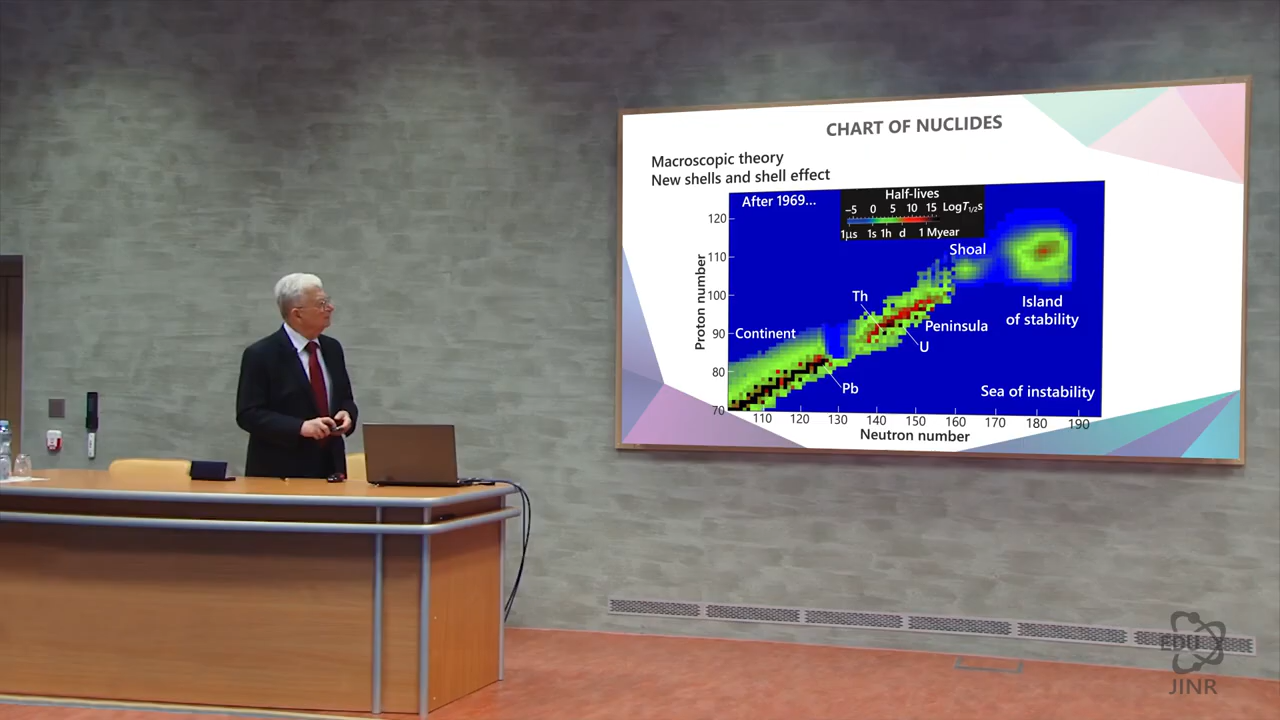 CHART OF NUCLIDES
Macroscopic theory
New shells and shell effect
After 1969...
Half-lives
−5 0 5 10 15 LogT1/2s
1μs 1s 1h d 1 Myear
Shoal
Th
Continent
Peninsula
U
Pb
Island
of stability
Sea of instability
Proton number
120
110
100
90
80
70
110 120 130 140 150 160 170 180 190
Neutron number
EDU
JINR